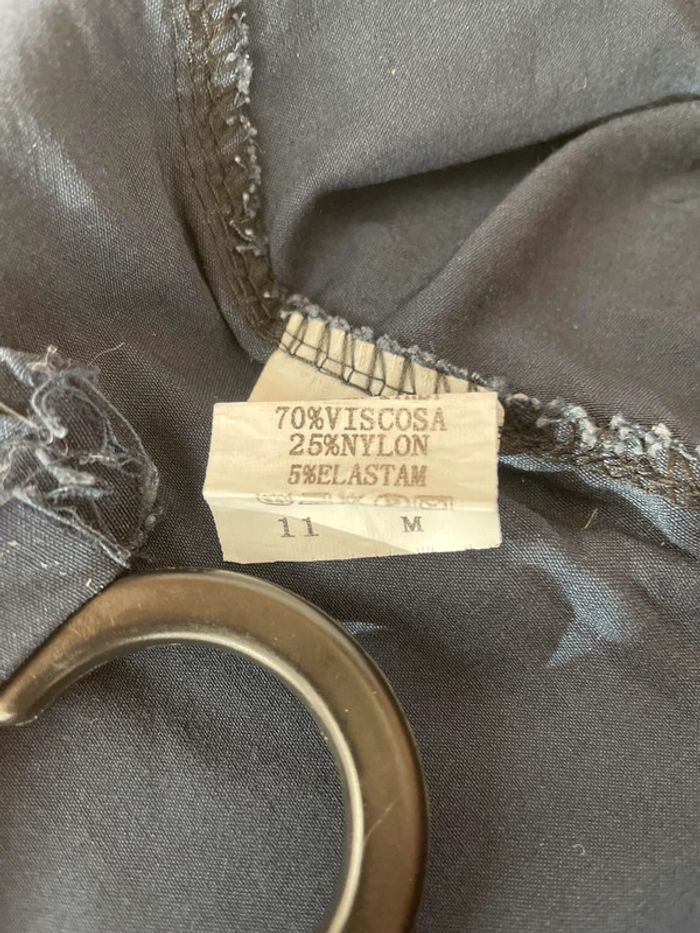 70%VISCOSA
25%NYLON
5%ELASTAM
11 M